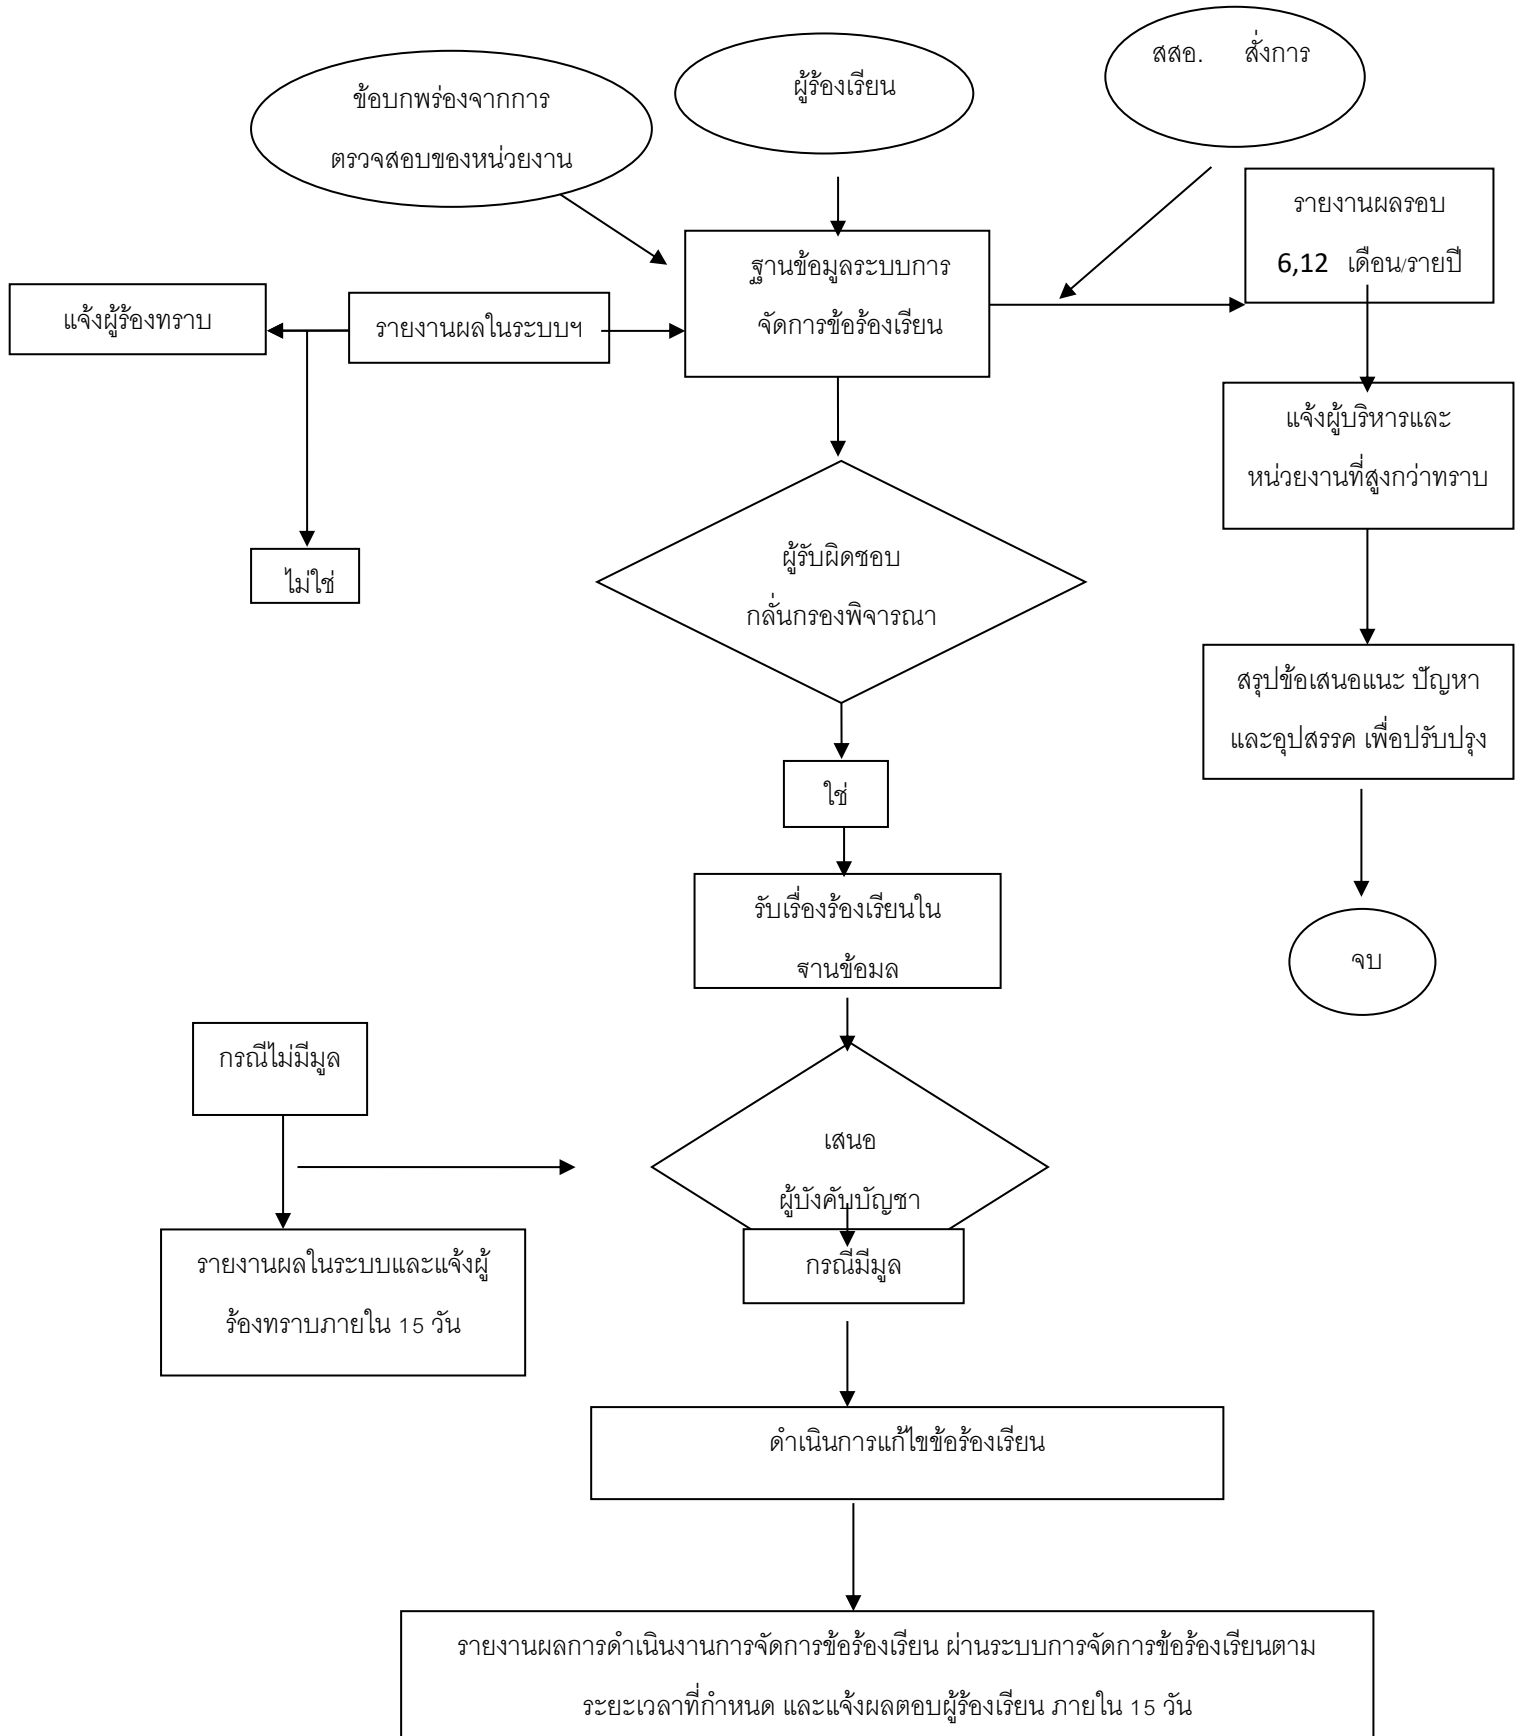 สสอ. สั่งการ
ผู้ร้องเรียน
ข้อบกพร่องจากการ
ตรวจสอบของหน่วยงาน
รายงานผลรอบ
6,12 เดือน/รายปี
ฐานข้อมูลระบบการ
จัดการข้อร้องเรียน
รายงานผลในระบบฯ
แจ้งผู้ร้องทราบ
แจ้งผู้บริหารและ
หน่วยงานที่สูงกว่าทราบ
ไม่ใช่
ผู้รับผิดชอบ
กลั่นกรองพิจารณา
สรุปข้อเสนอแนะ ปัญหา
และอุปสรรค เพื่อปรับปรุง
ใช่
รับเรื่องร้องเรียนใน
ฐานข้อมูล
จบ
กรณีไม่มีมูล
เสนอ
ผู้บังคับบัญชา
กรณีมีมูล
รายงานผลในระบบและแจ้งผู้
ร้องทราบภายใน 15 วัน
ดำเนินการแก้ไขข้อร้องเรียน
รายงานผลการดำเนินงานการจัดการข้อร้องเรียน ผ่านระบบการจัดการข้อร้องเรียนตาม
ระยะเวลาที่กำหนด และแจ้งผลตอบผู้ร้องเรียน ภายใน 15 วัน